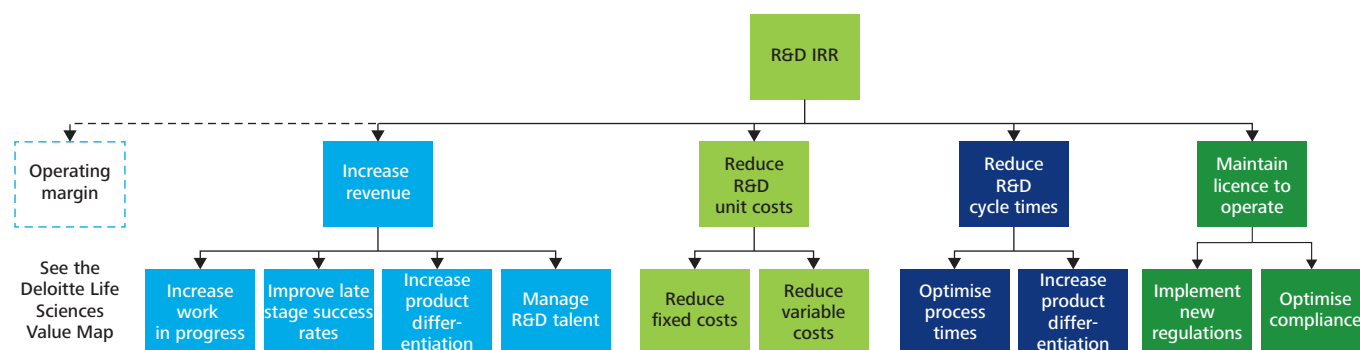 R&D IRR
Operating
margin
Increase
revenue
Reduce
R&D
unit costs
Reduce
R&D
cycle times
Maintain
licence to
operate
See the
Deloitte Life
Sciences
Value Map
Increase
work
in progress
Improve late
stage success
rates
Increase
product
differ-
entiation
Manage
R&D talent
Reduce
fixed costs
Reduce
variable
costs
Optimise
process
times
Increase
product
differ-
entiation
Implement
new
regulations
Optimise
compliance